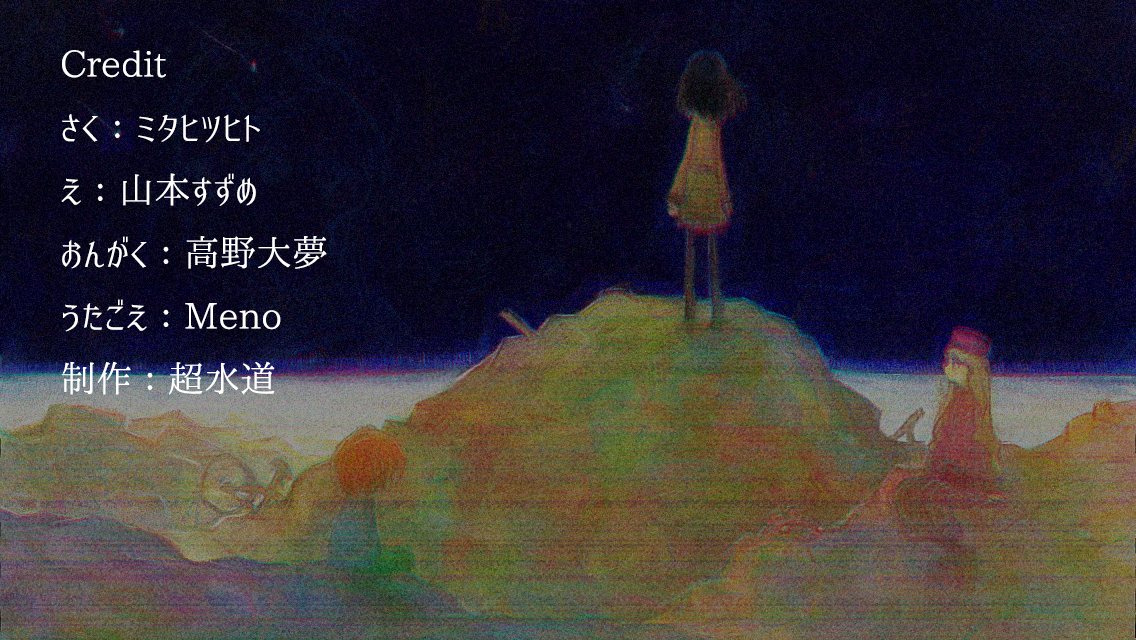 Credit
さく：ミタヒツヒト
え：山本すずめ
おんがく：高野大夢
うたごえ：Meno
制作：超水道